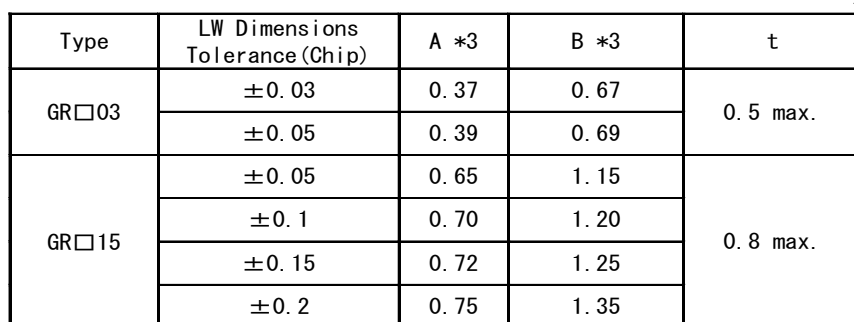 Type LW Dimensions Tolerance(Chip) A *3 B *3 t
GR□03 ±0.03 0.37 0.67 0.5 max.
±0.05 0.39 0.69
GR□15 ±0.05 0.65 1.15 0.8 max.
±0.1 0.70 1.20
±0.15 0.72 1.25
±0.2 0.75 1.35